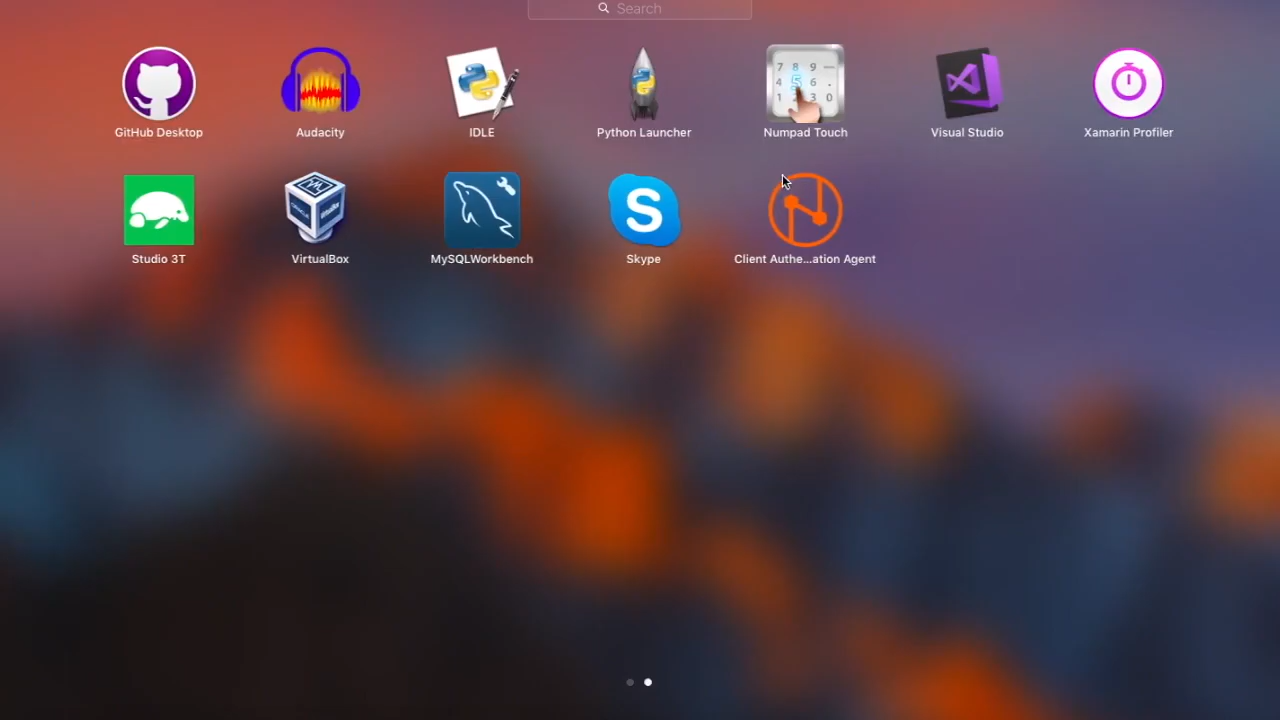 Search
GitHub Desktop
Audacity
IDLE
Python Launcher
Numpad Touch
Visual Studio
Xamarin Profiler
Studio 3T
VirtualBox
MySQLWorkbench
Skype
Client Authe...ation Agent